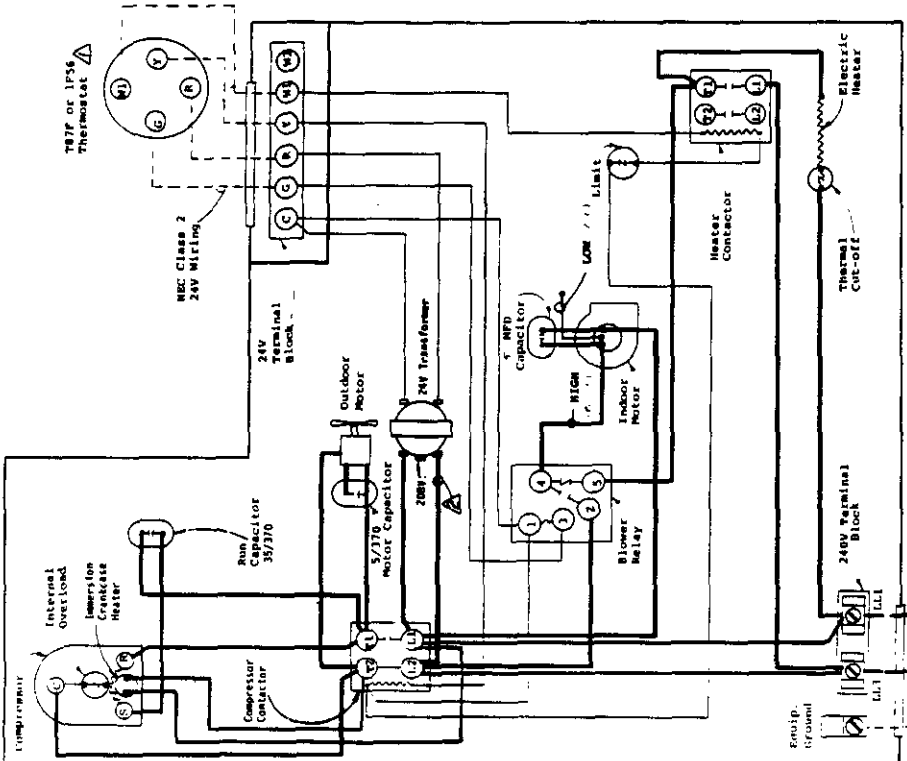 T87F or 1F56
Thermostat
Y
W1
R
G
NEC Class 2
24V Wiring
W2
W1
Y
R
G
C
24V
Terminal
Block
Outdoor
Motor
24V Transformer
208V
5/370
Motor Capacitor
Run
Capacitor
35/370
Compressor
Internal
Overload
Immersion
Crankcase
Heater
C
R
S
Compressor
Contactor
T1
L1
T2
L2
MFD
Capacitor
LOW
HIGH
Indoor
Motor
4
5
1
3
2
Blower
Relay
Limit
T1
L1
T2
L2
Heater
Contactor
Electric
Heater
Thermal
Cut-off
240V Terminal
Block
LL1
Equip.
Ground